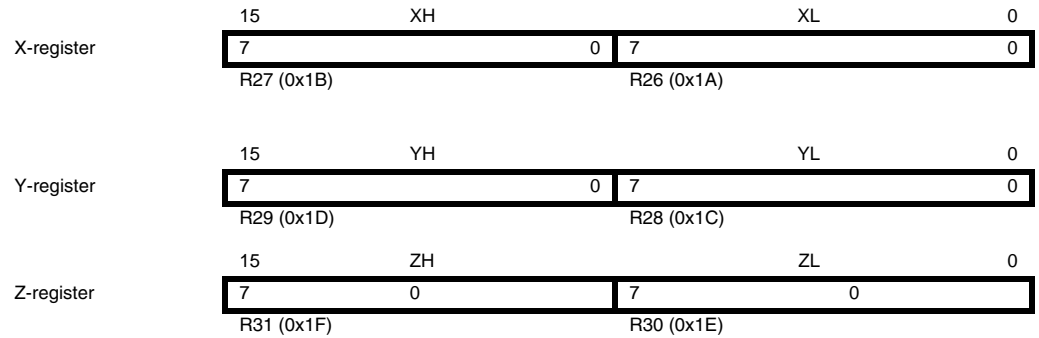 15 XH XL 0
X-register 7 0 7 0
R27 (0x1B) R26 (0x1A)
15 YH YL 0
Y-register 7 0 7 0
R29 (0x1D) R28 (0x1C)
15 ZH ZL 0
Z-register 7 0 7 0
R31 (0x1F) R30 (0x1E)